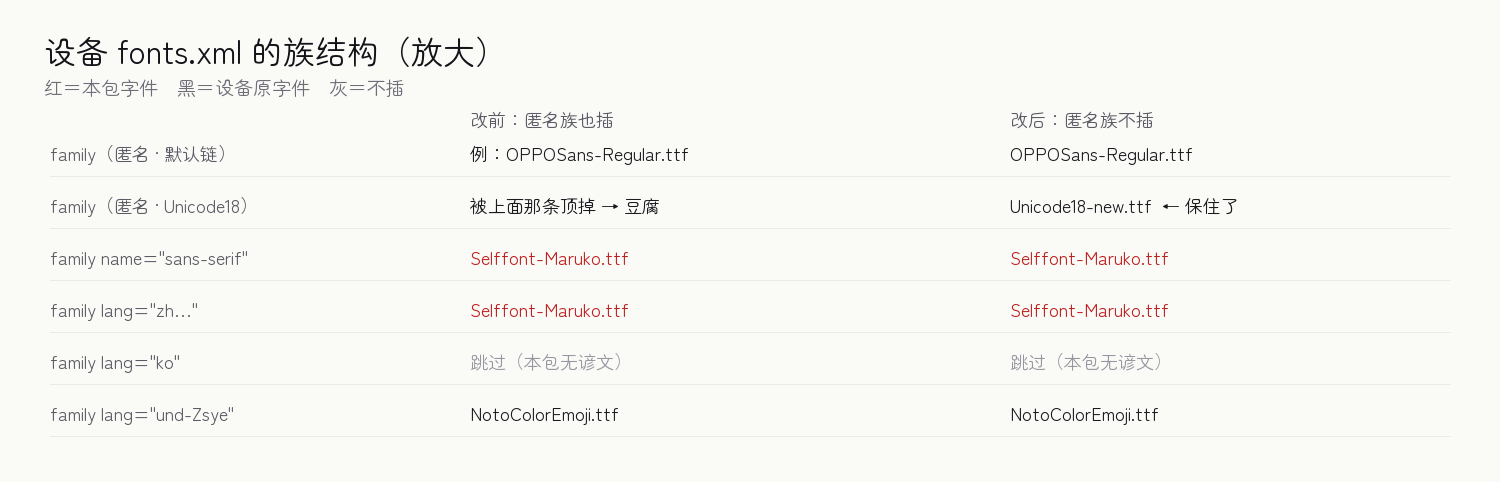 设备 fonts.xml 的族结构（放大）
红＝本包字件　黑＝设备原字件　灰＝不插
改前：匿名族也插 改后：匿名族不插
family（匿名 · 默认链） 例：OPPOSans-Regular.ttf OPPOSans-Regular.ttf
family（匿名 · Unicode18） 被上面那条顶掉 → 豆腐 Unicode18-new.ttf ← 保住了
family name="sans-serif" Selffont-Maruko.ttf Selffont-Maruko.ttf
family lang="zh…" Selffont-Maruko.ttf Selffont-Maruko.ttf
family lang="ko" 跳过（本包无谚文） 跳过（本包无谚文）
family lang="und-Zsye" NotoColorEmoji.ttf NotoColorEmoji.ttf